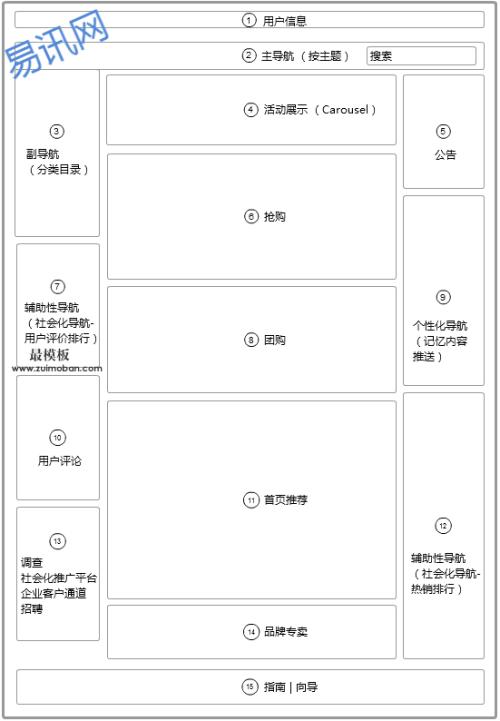 ① 用户信息
易讯网
② 主导航（按主题）
搜索
③
副导航
（分类目录）
④ 活动展示（Carousel）
⑤
公告
⑥ 抢购
⑦
辅助性导航
（社会化导航-
用户评价排行）
最模板
www.zuimoban.com
⑧ 团购
⑨
个性化导航
（记忆内容
推送）
⑩
用户评论
⑪ 首页推荐
⑫
辅助性导航
（社会化导航-
热销排行）
⑬
调查
社会化推广平台
企业客户通道
招聘
⑭ 品牌专卖
⑮ 指南 | 向导